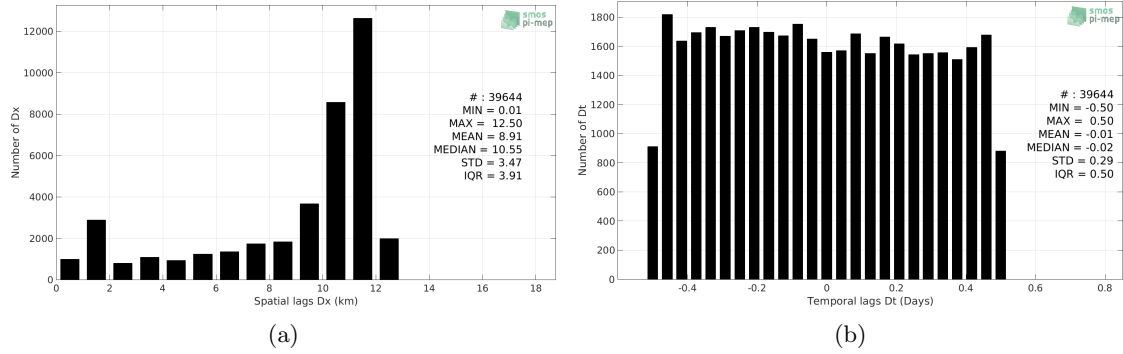 smos
pi-mep
12000
10000
8000
6000
4000
2000
0
Number of Dx
# : 39644
MIN = 0.01
MAX = 12.50
MEAN = 8.91
MEDIAN = 10.55
STD = 3.47
IQR = 3.91
0 2 4 6 8 10 12 14 16 18
Spatial lags Dx (km)
(a)
smos
pi-mep
1800
1600
1400
1200
1000
800
600
400
200
0
Number of Dt
# : 39644
MIN = -0.50
MAX = 0.50
MEAN = -0.01
MEDIAN = -0.02
STD = 0.29
IQR = 0.50
-0.4 -0.2 0 0.2 0.4 0.6 0.8
Temporal lags Dt (Days)
(b)